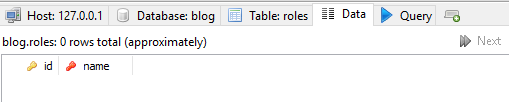 Host: 127.0.0.1 Database: blog Table: roles Data Query
blog.roles: 0 rows total (approximately) Next
id name